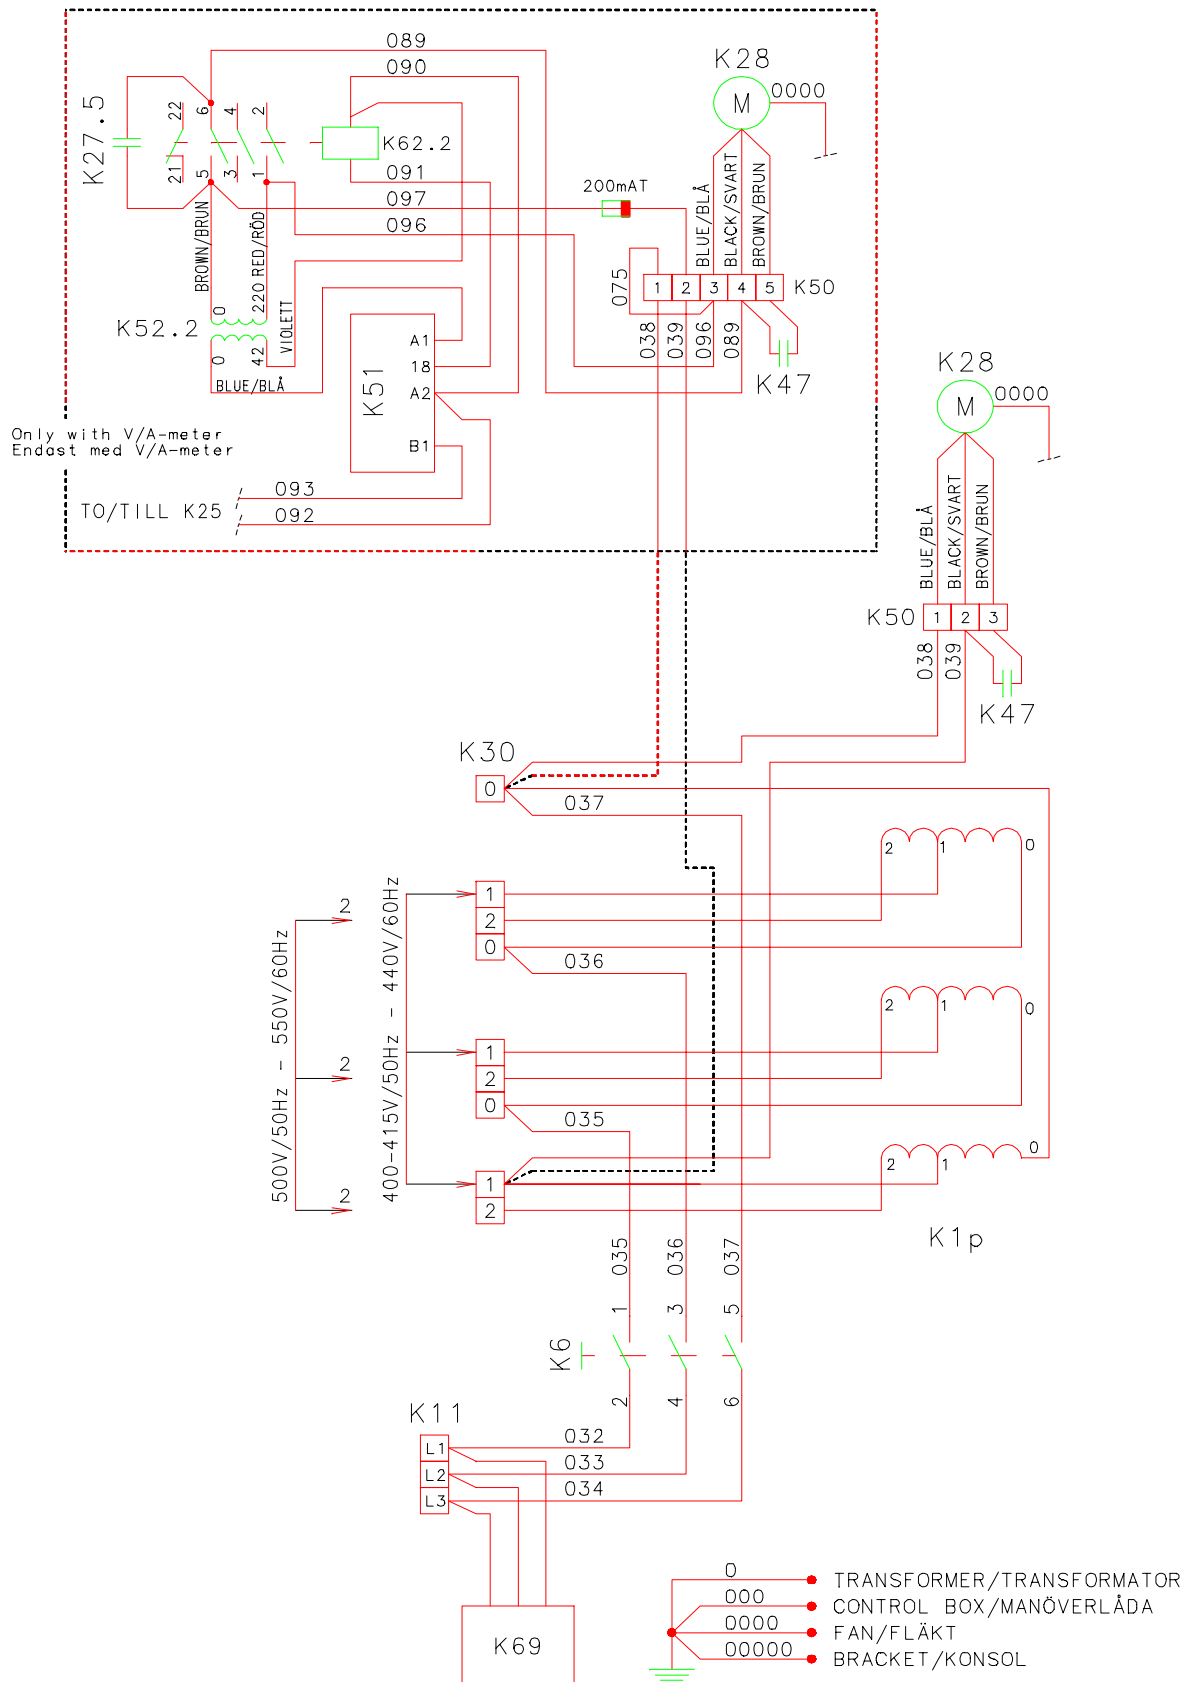 089
090
K28
M
0000
K27.5
22
6
4
2
K62.2
21
5
3
1
091
097
096
200mAT
BLUE/BLÅ
BLACK/SVART
BROWN/BRUN
BROWN/BRUN
220 RED/RÖD
0
VIOLETT
K52.2
0
42
BLUE/BLÅ
075
1
2
3
4
5
K50
038
039
096
089
K47
K51
A1
18
A2
B1
Only with V/A-meter
Endast med V/A-meter
TO/TILL K25
093
092
K28
M
0000
BLUE/BLÅ
BLACK/SVART
BROWN/BRUN
K50
1
2
3
038
039
K47
K30
0
037
2
1
0
1
2
0
036
2
1
0
1
2
0
035
2
1
0
1
2
2
2
2
500V/50Hz - 550V/60Hz
400-415V/50Hz - 440V/60Hz
K1p
035
036
037
1
3
5
K6
2
4
6
K11
L1
L2
L3
032
033
034
K69
0
TRANSFORMER/TRANSFORMATOR
000
CONTROL BOX/MANÖVERLÅDA
0000
FAN/FLÄKT
00000
BRACKET/KONSOL